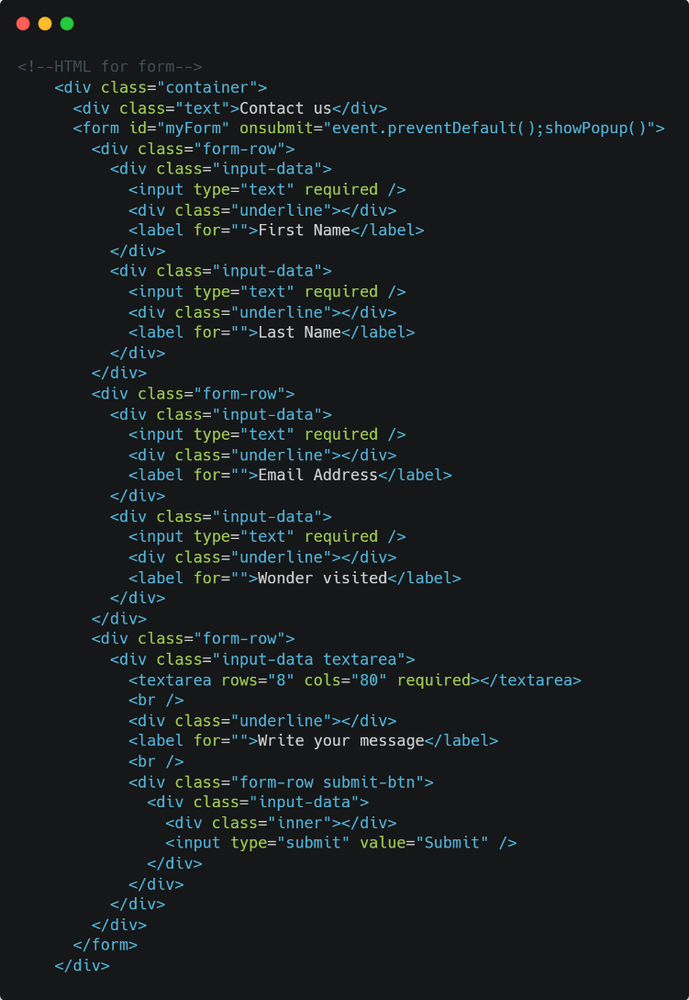 <!--HTML for form-->
    <div class="container">
      <div class="text">Contact us</div>
      <form id="myForm" onsubmit="event.preventDefault();showPopup()">
        <div class="form-row">
          <div class="input-data">
            <input type="text" required />
            <div class="underline"></div>
            <label for="">First Name</label>
          </div>
          <div class="input-data">
            <input type="text" required />
            <div class="underline"></div>
            <label for="">Last Name</label>
          </div>
        </div>
        <div class="form-row">
          <div class="input-data">
            <input type="text" required />
            <div class="underline"></div>
            <label for="">Email Address</label>
          </div>
          <div class="input-data">
            <input type="text" required />
            <div class="underline"></div>
            <label for="">Wonder visited</label>
          </div>
        </div>
        <div class="form-row">
          <div class="input-data textarea">
            <textarea rows="8" cols="80" required></textarea>
            <br />
            <div class="underline"></div>
            <label for="">Write your message</label>
            <br />
            <div class="form-row submit-btn">
              <div class="input-data">
                <div class="inner"></div>
                <input type="submit" value="Submit" />
              </div>
            </div>
          </div>
        </div>
      </form>
    </div>